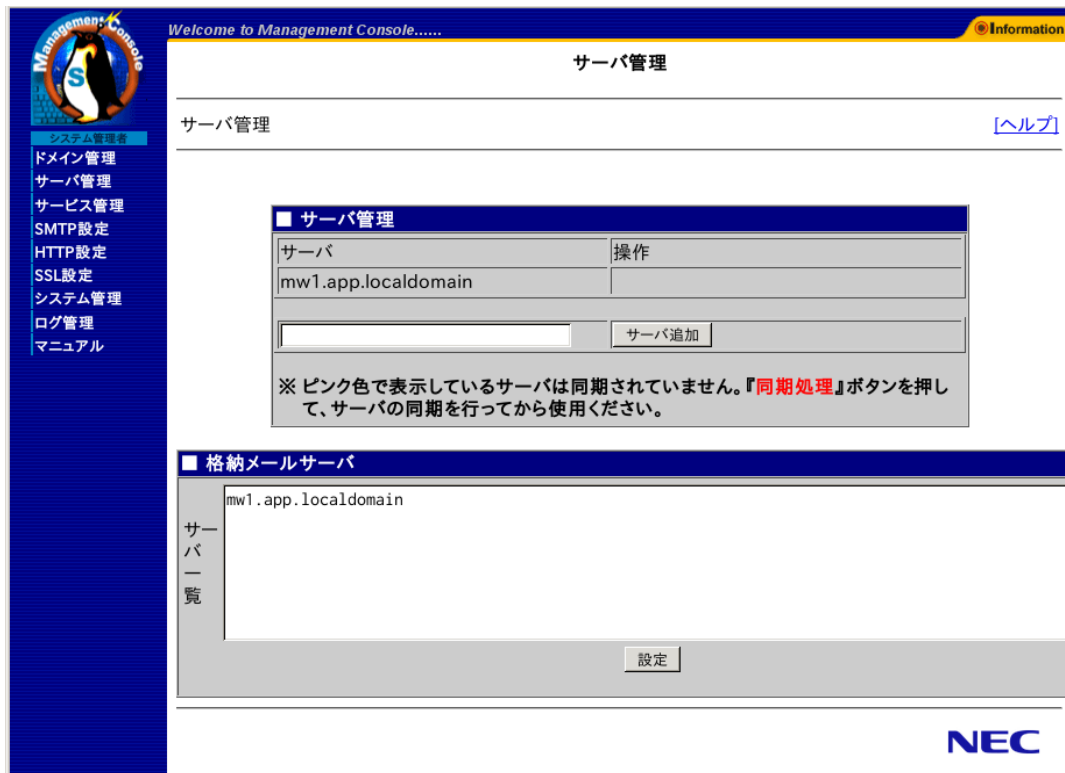 Management Console
S
Welcome to Management Console......
Information
サーバ管理
サーバ管理
[ヘルプ]
システム管理者
ドメイン管理
サーバ管理
サービス管理
SMTP設定
HTTP設定
SSL設定
システム管理
ログ管理
マニュアル
■ サーバ管理
サーバ 操作
mw1.app.localdomain
サーバ追加
※ ピンク色で表示しているサーバは同期されていません。『同期処理』ボタンを押し
て、サーバの同期を行ってから使用ください。
■ 格納メールサーバ
サー
バ
一
覧
mw1.app.localdomain
設定
NEC